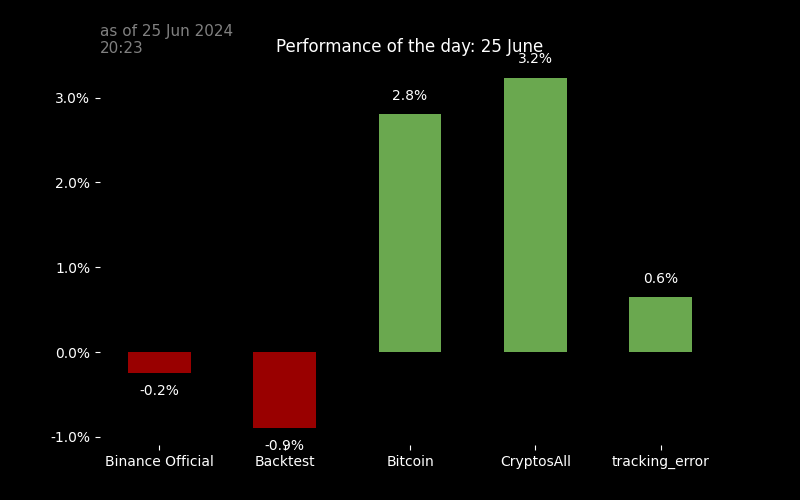 as of 25 Jun 2024
20:23
Performance of the day: 25 June
3.2%
3.0%
2.8%
2.0%
1.0%
0.6%
0.0%
-0.2%
-1.0%
-0.9%
Binance Official
Backtest
Bitcoin
CryptosAll
tracking_error